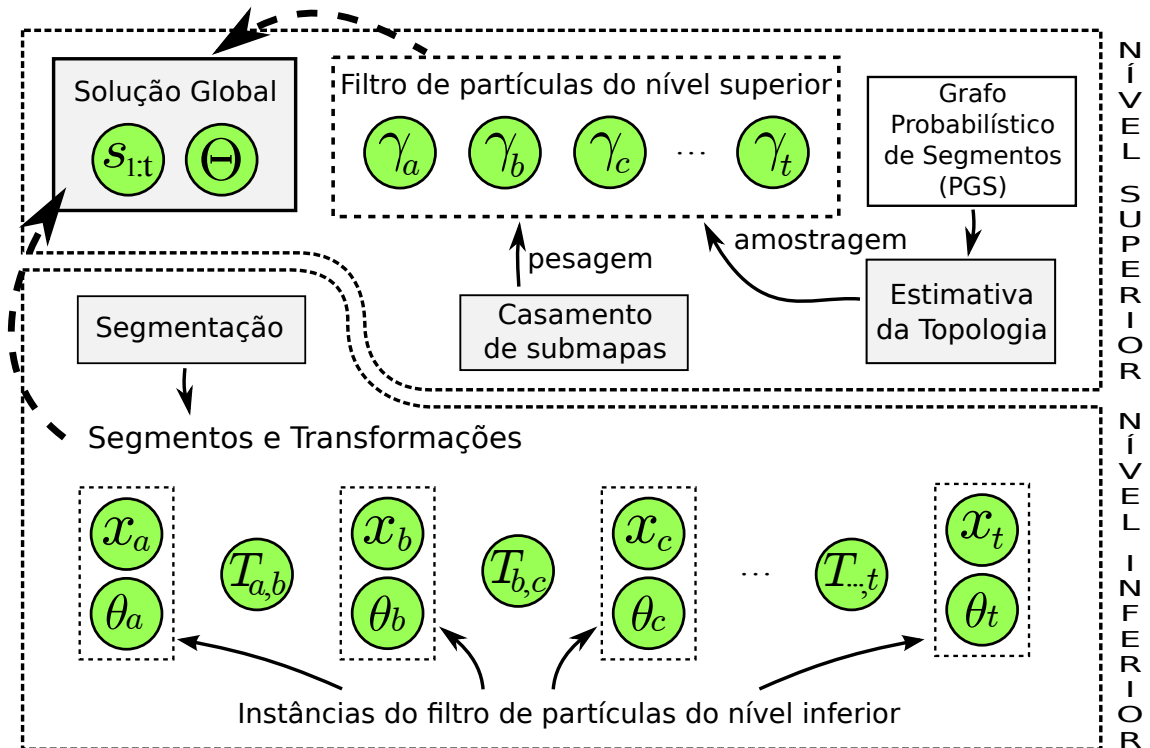 Solução Global
s1:t
Θ
Filtro de partículas do nível superior
γa
γb
γc
...
γt
Grafo
Probabilístico
de Segmentos
(PGS)
pesagem
amostragem
Casamento
de submapas
Estimativa
da Topologia
NÍVEL SUPERIOR
Segmentação
Segmentos e Transformações
xa
θa
Ta,b
xb
θb
Tb,c
xc
θc
...
T...,t
xt
θt
Instâncias do filtro de partículas do nível inferior
NÍVEL INFERIOR